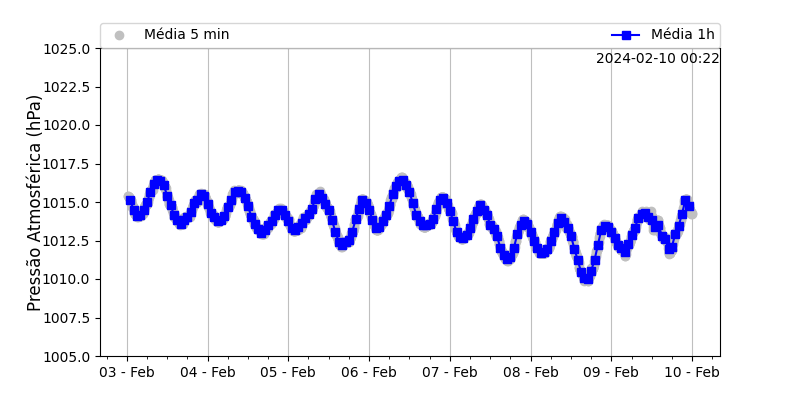 Média 5 min
Média 1h
2024-02-10 00:22
Pressão Atmosférica (hPa)
1025.0
1022.5
1020.0
1017.5
1015.0
1012.5
1010.0
1007.5
1005.0
03 - Feb
04 - Feb
05 - Feb
06 - Feb
07 - Feb
08 - Feb
09 - Feb
10 - Feb